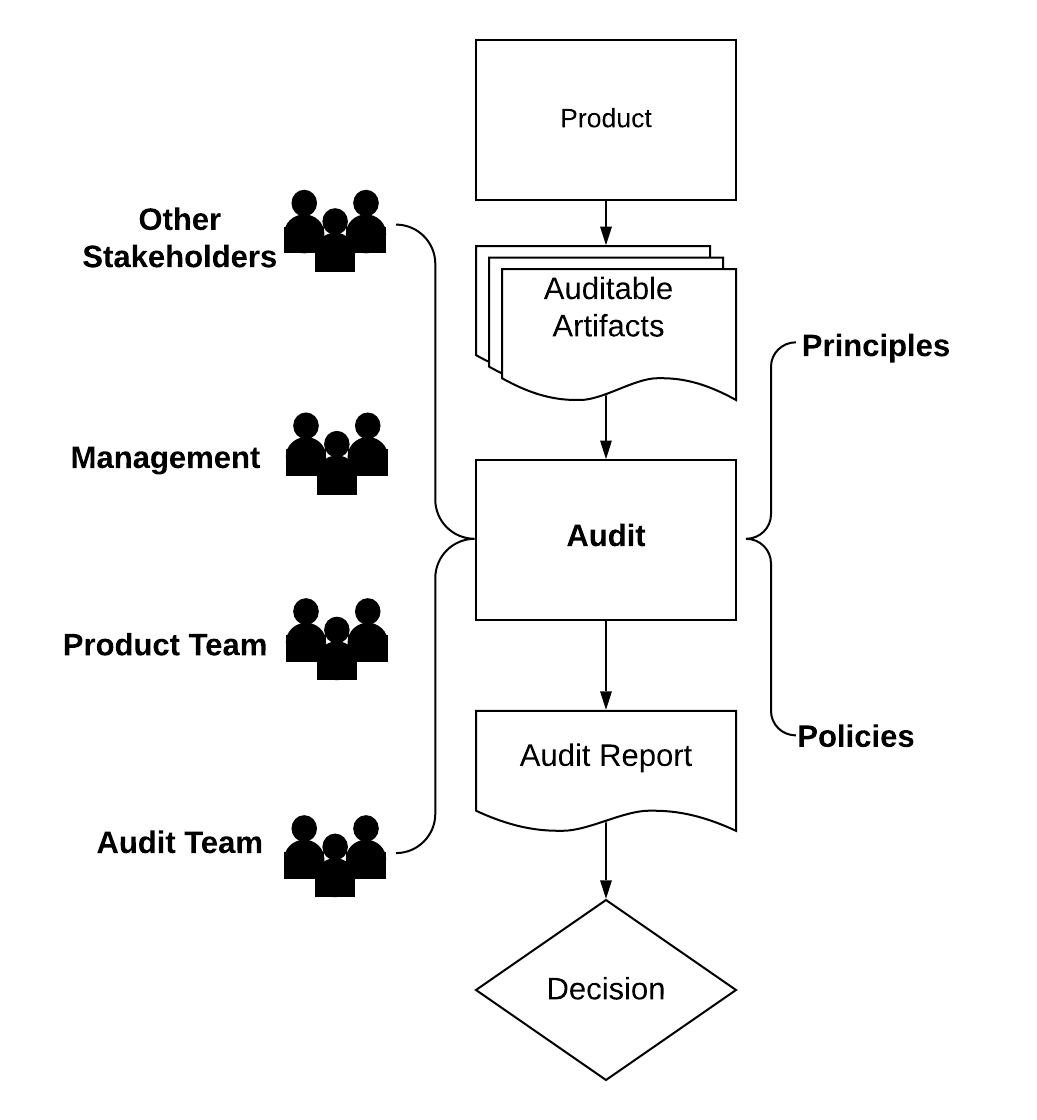 Product
Other
Stakeholders
Auditable
Artifacts
Principles
Management
Audit
Product Team
Policies
Audit Report
Audit Team
Decision